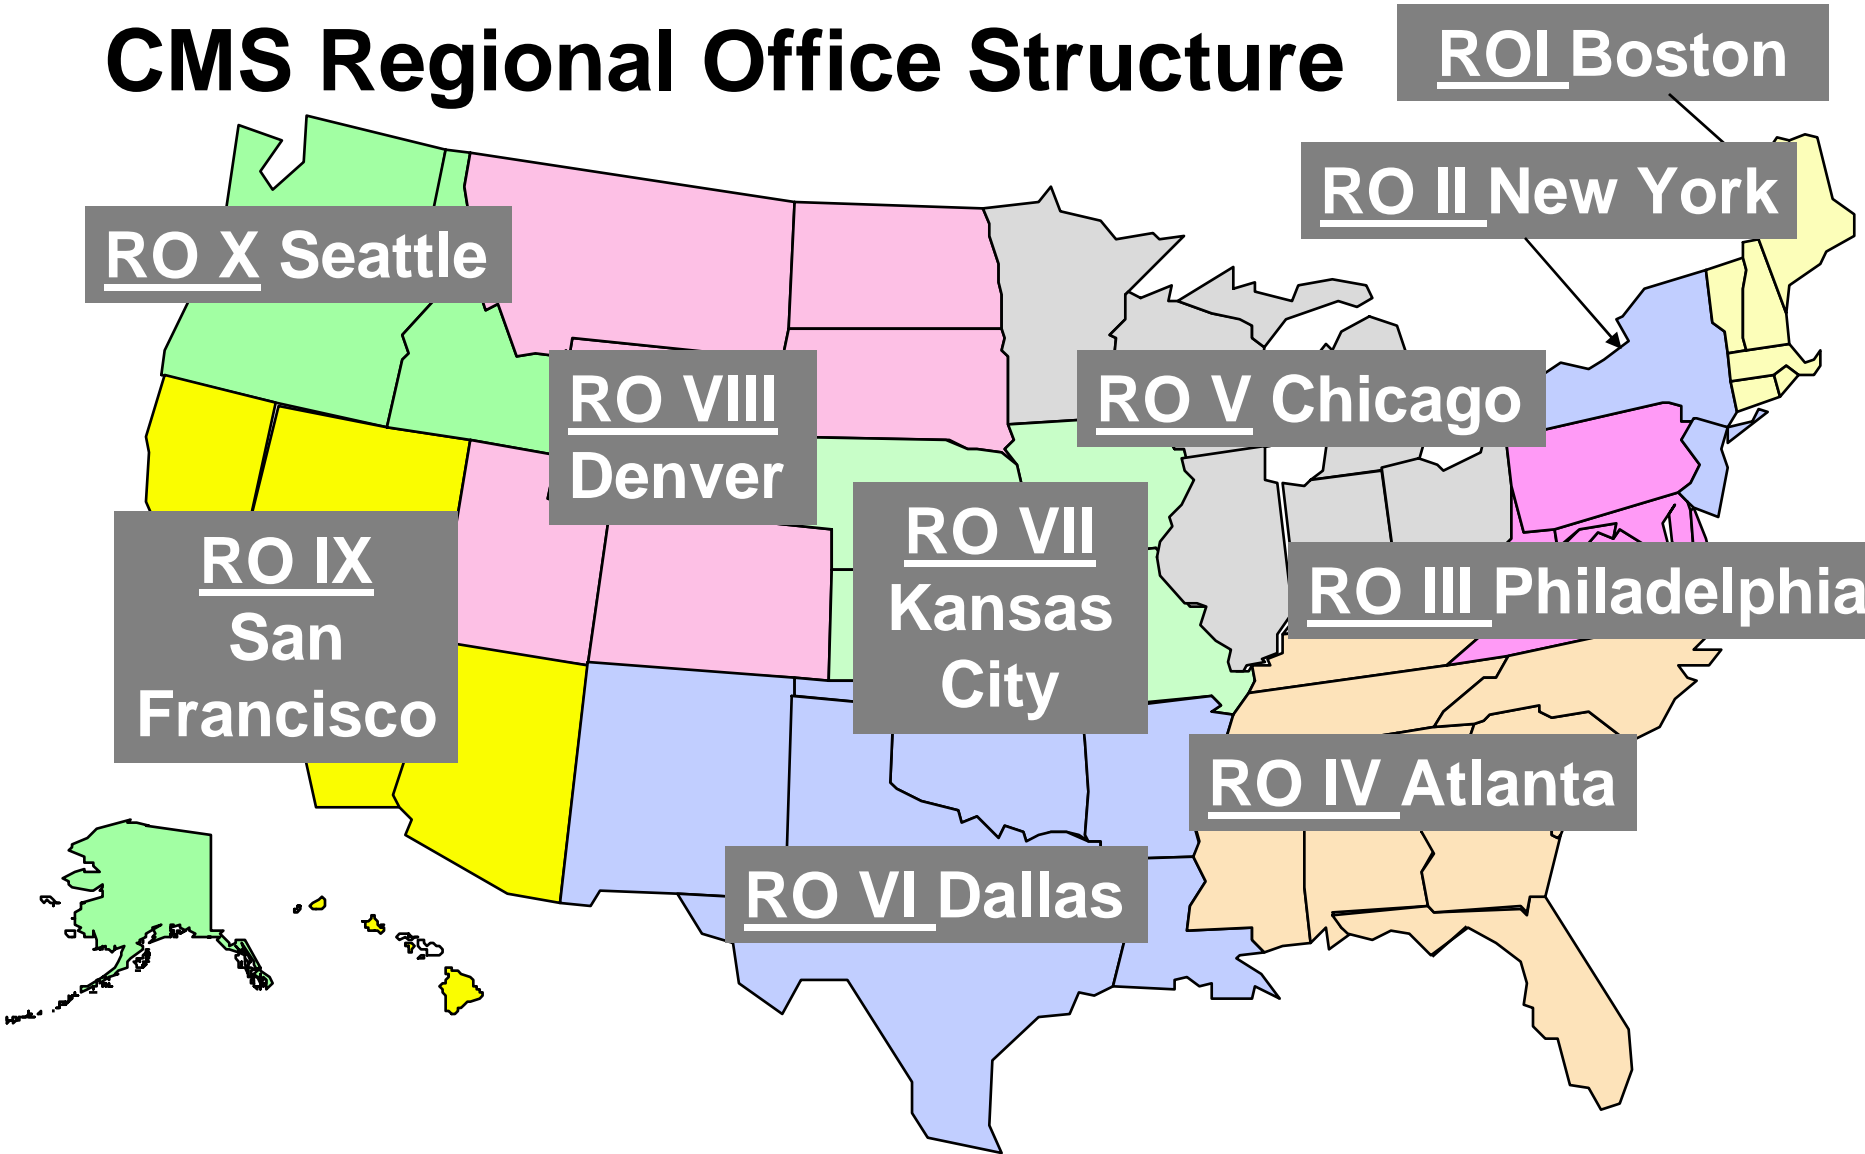 CMS Regional Office Structure
ROI Boston
RO II New York
RO X Seattle
RO VIII
Denver
RO V Chicago
RO VII
Kansas
City
RO IX
San
Francisco
RO III Philadelphia
RO IV Atlanta
RO VI Dallas